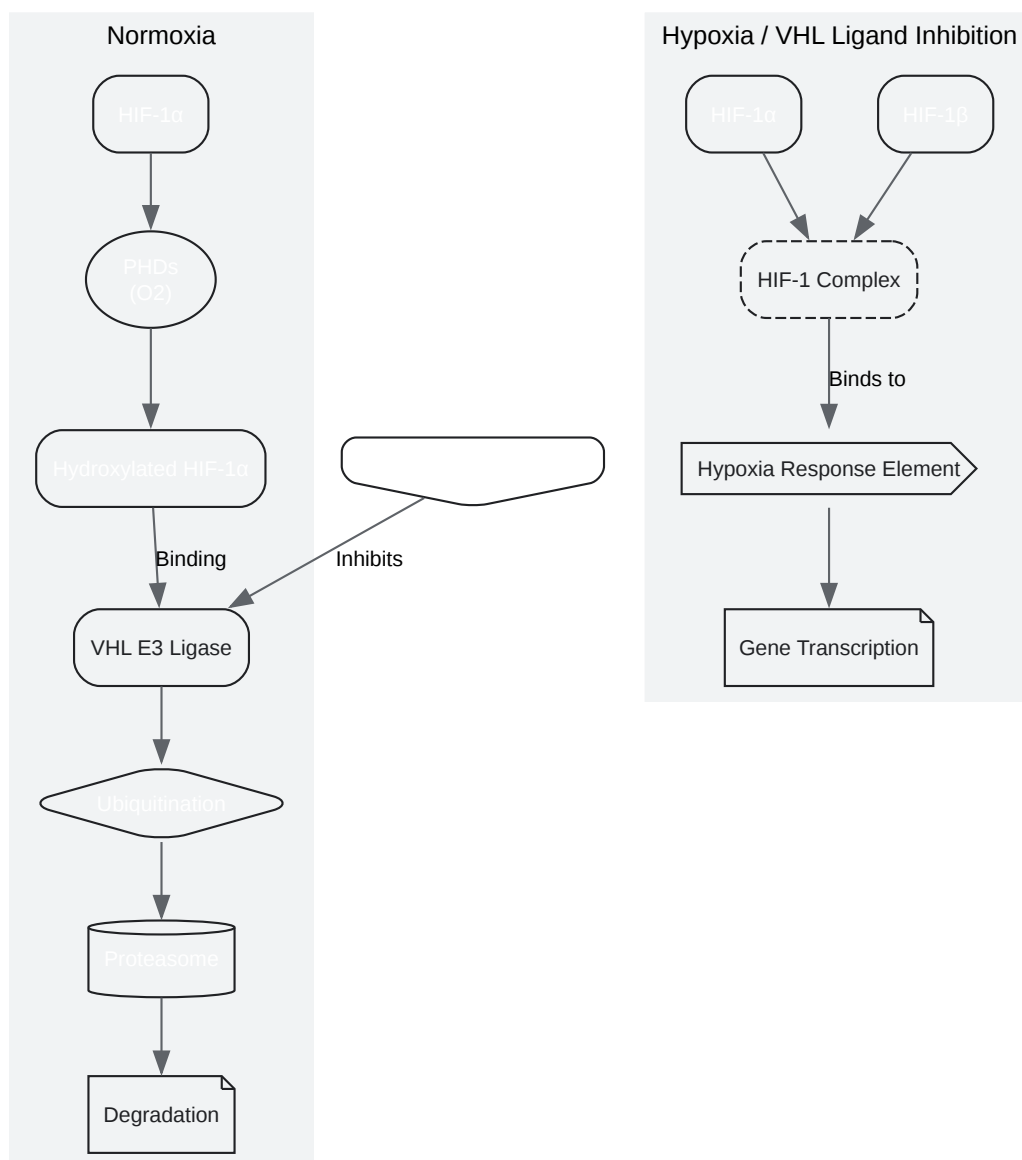 Normoxia
HIF-1α
PHDs
(O2)
Hydroxylated HIF-1α
Binding
Inhibits
VHL E3 Ligase
Ubiquitination
Proteasome
Degradation
Hypoxia / VHL Ligand Inhibition
HIF-1α
HIF-1β
HIF-1 Complex
Binds to
Hypoxia Response Element
Gene Transcription